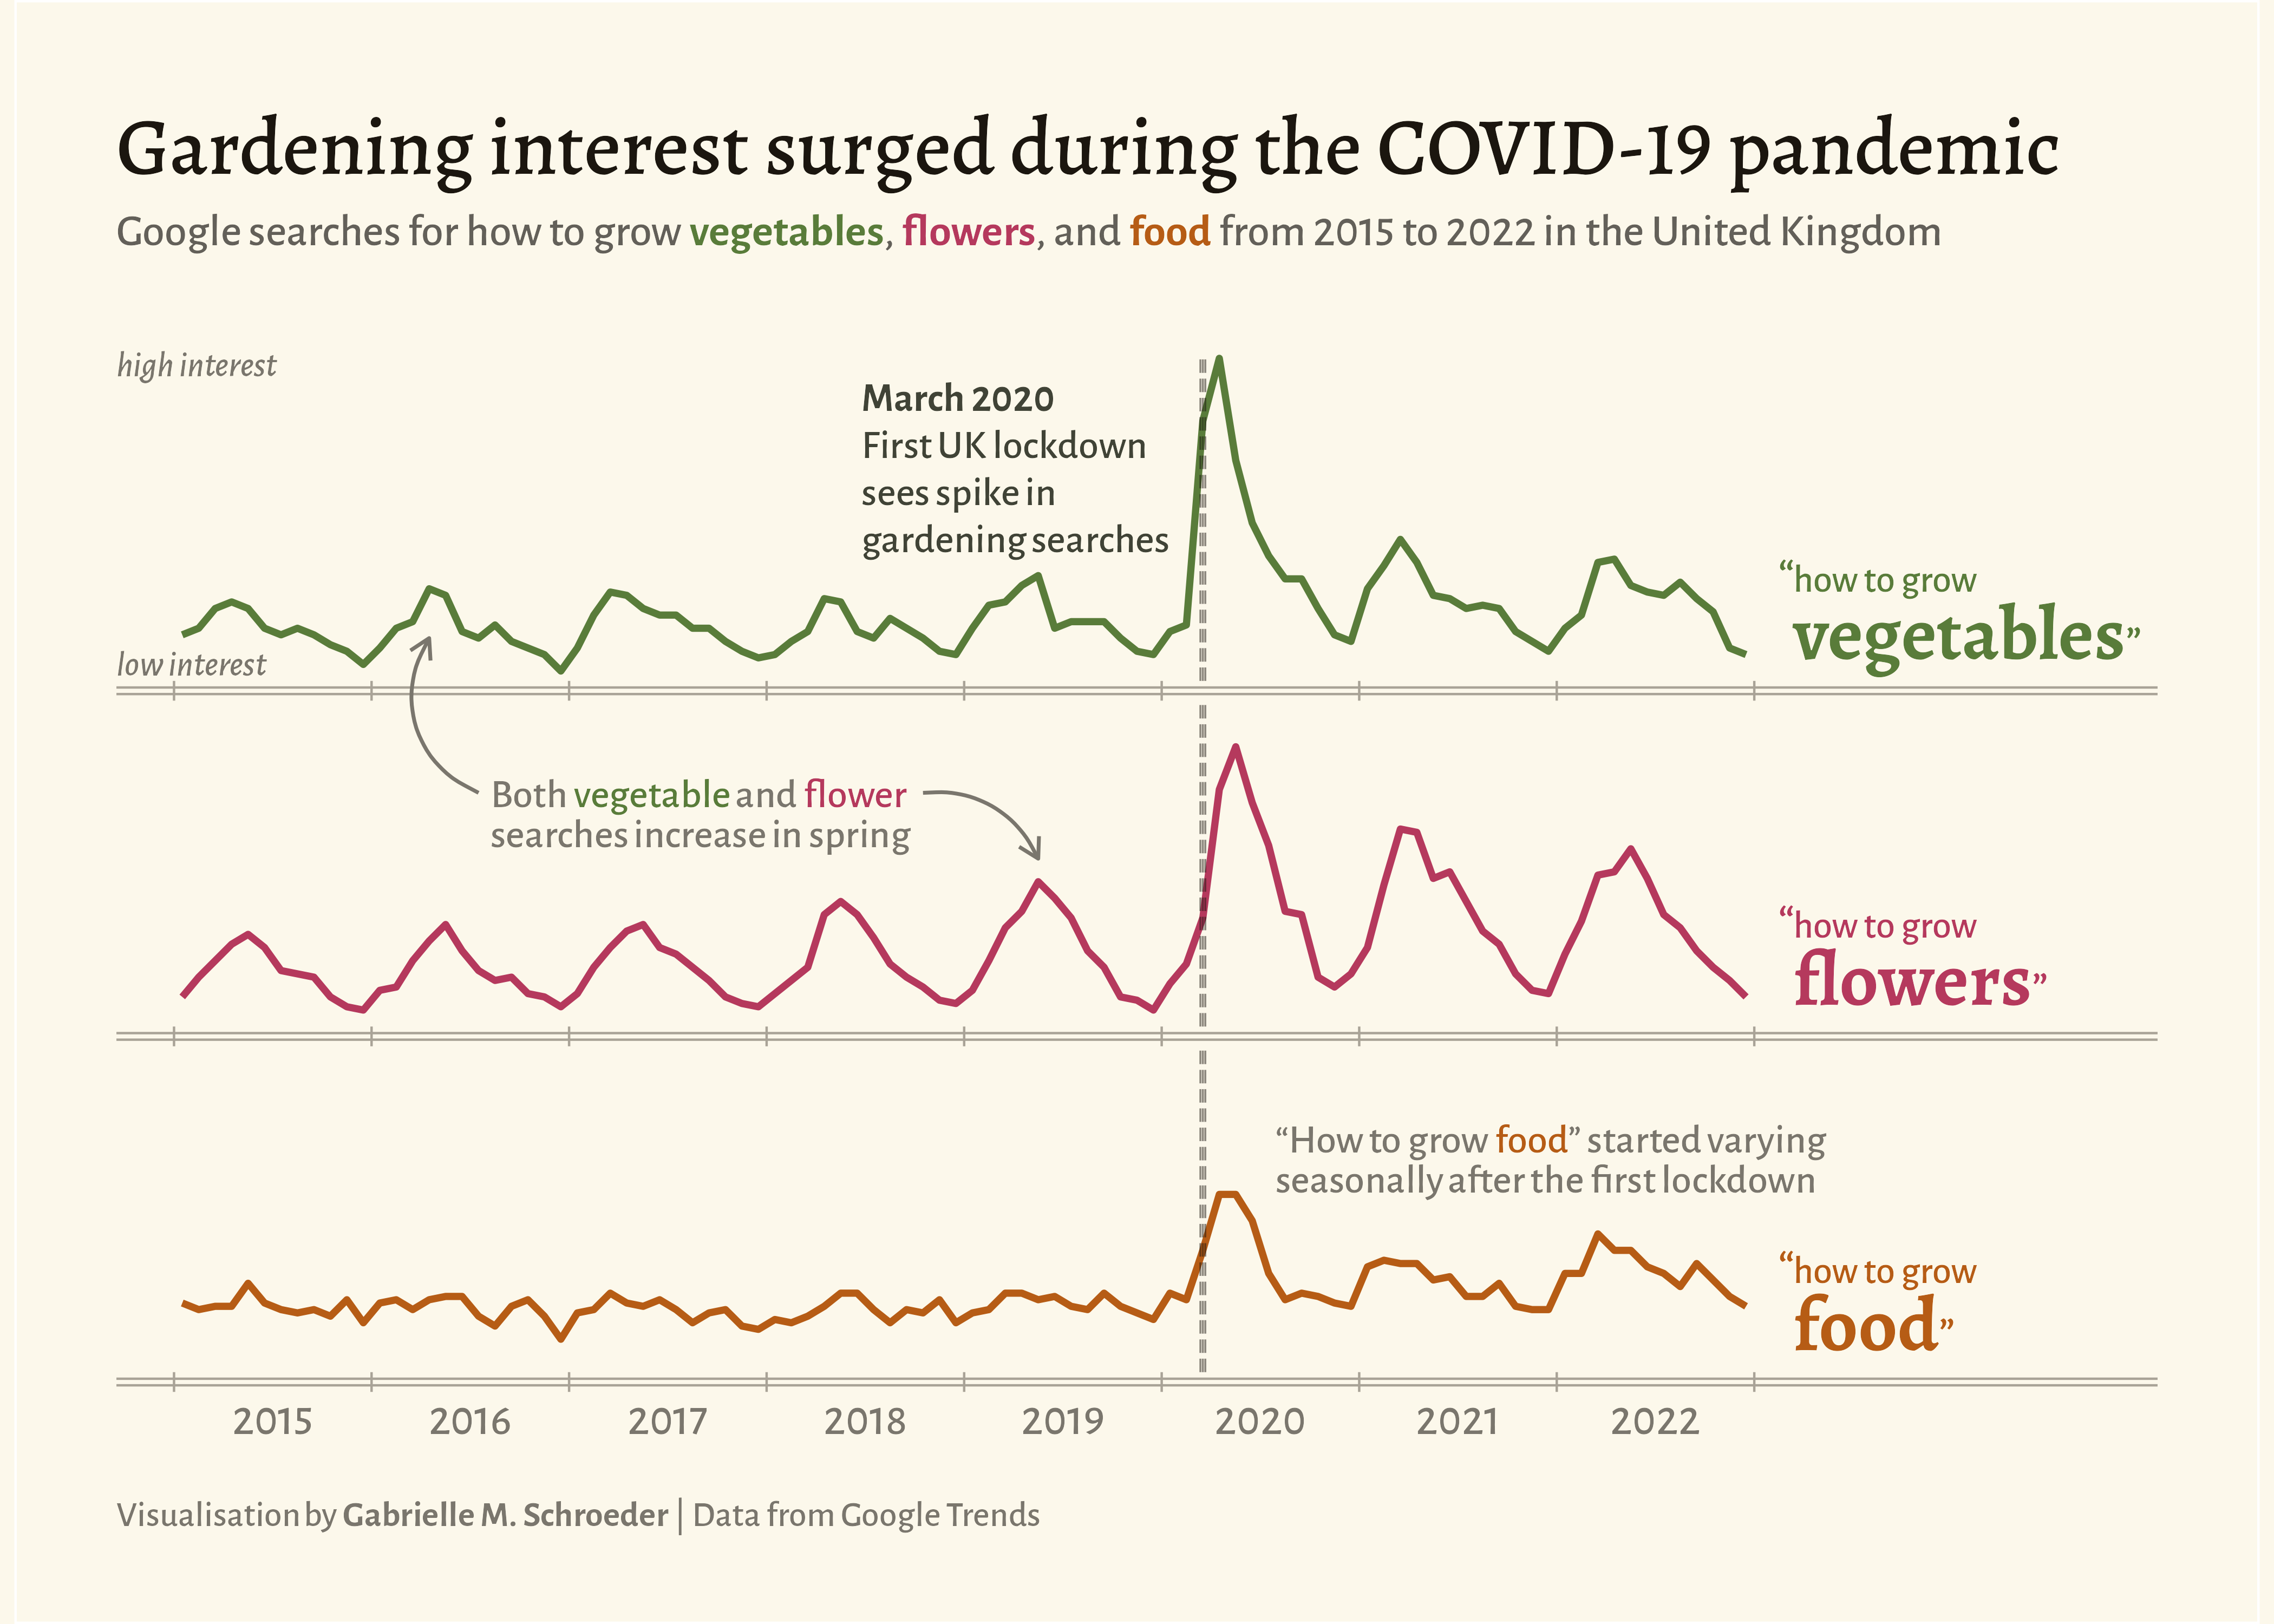 Gardening interest surged during the COVID-19 pandemic
Google searches for how to grow vegetables, flowers, and food from 2015 to 2022 in the United Kingdom
high interest
March 2020
First UK lockdown
sees spike in
gardening searches
“how to grow
vegetables”
low interest
Both vegetable and flower
searches increase in spring
“how to grow
flowers”
“How to grow food” started varying
seasonally after the first lockdown
“how to grow
food”
2015 2016 2017 2018 2019 2020 2021 2022
Visualisation by Gabrielle M. Schroeder | Data from Google Trends